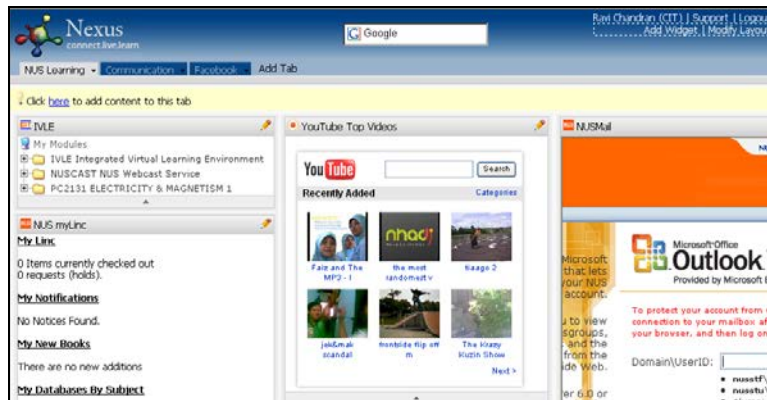 Nexus
connect.live.learn
Google
Ravi Chandran (CIT) | Support | Logou
Add Widget | Modify Layou
NUS Learning
Communication
Facebook
Add Tab
Click here to add content to this tab
IVLE
My Modules
IVLE Integrated Virtual Learning Environment
NUSCAST NUS Webcast Service
PC2131 ELECTRICITY & MAGNETISM 1
NUS myLinc
My Linc
0 Items currently checked out
0 requests (holds).
My Notifications
No Notices Found.
My New Books
There are no new additions
My Databases By Subject
YouTube Top Videos
YouTube
Search
Recently Added
Categories
Faiz and The
MP3 - I
the most
randomest v
tiaago 2
nhadj
jek&mak
scandal
frontside flip off
m
The Krazy
Kuzin Show
Next >
NUSMail
NU
Microsoft
that lets
your NUS
account.
u to view
sgroups,
and the
from the
ide Web.
er 6.0 or
Microsoft Office
Outlook
Provided by Microsoft E
To protect your account from
connection to your mailbox af
your browser, and then log on
Domain\UserID:
nusstf\
nusstu\